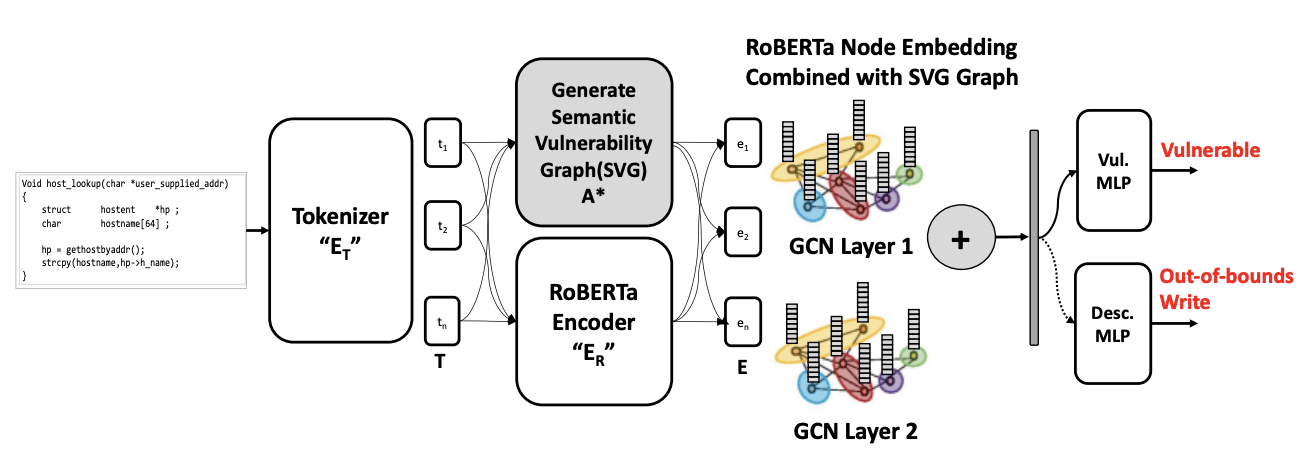 Void host_lookup(char *user_supplied_addr)
{
struct hostent *hp ;
char hostname[64] ;
hp = gethostbyaddr();
strcpy(hostname,hp->h_name);
}
Tokenizer
“ET”
t1
t2
tn
T
Generate
Semantic
Vulnerability
Graph(SVG)
A*
RoBERTa
Encoder
“ER”
e1
e2
en
E
RoBERTa Node Embedding
Combined with SVG Graph
GCN Layer 1
GCN Layer 2
+
Vul.
MLP
Vulnerable
Desc.
MLP
Out-of-bounds
Write